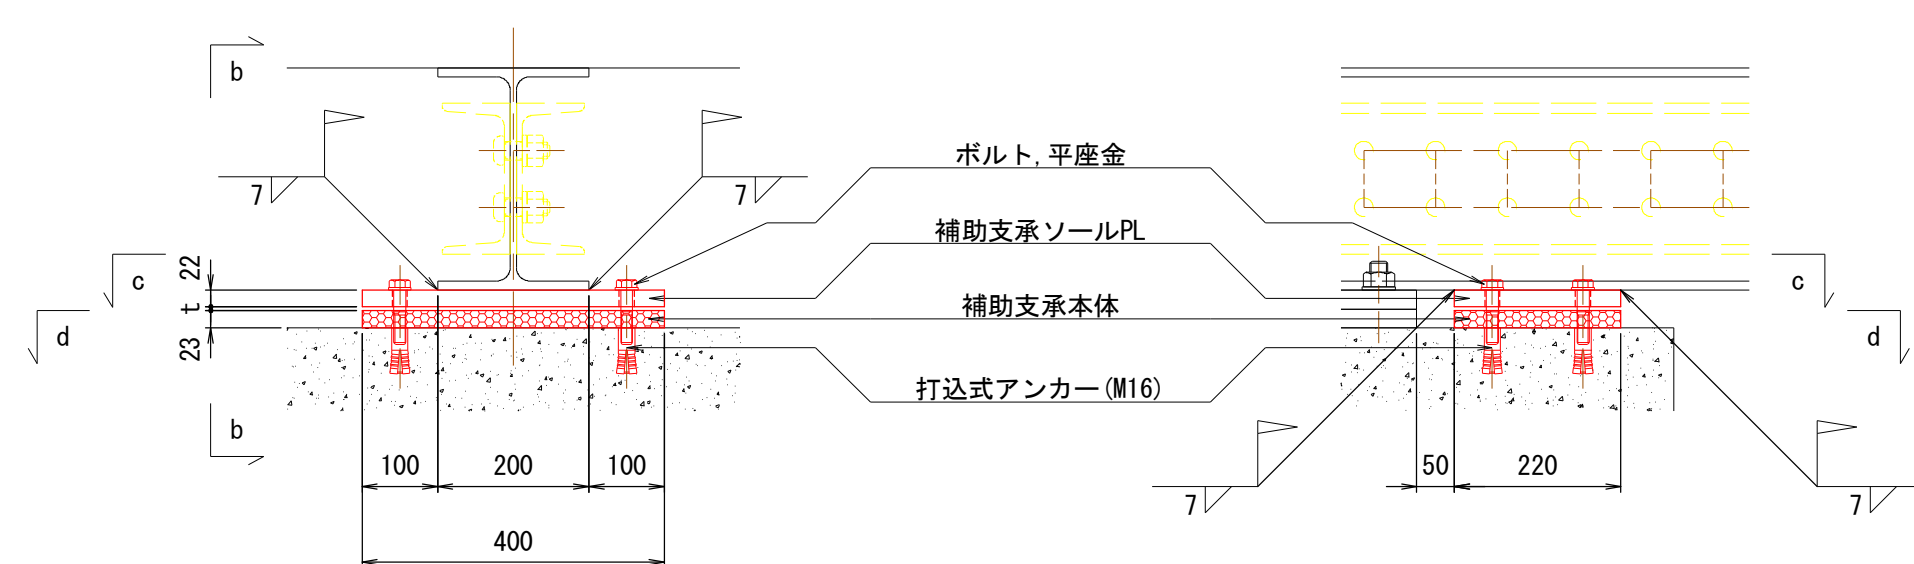 b
7
7
ボルト,平座金
補助支承ソールPL
補助支承本体
打込式アンカー(M16)
c
d
22
t
23
b
100
200
100
400
c
d
50
220
7
7